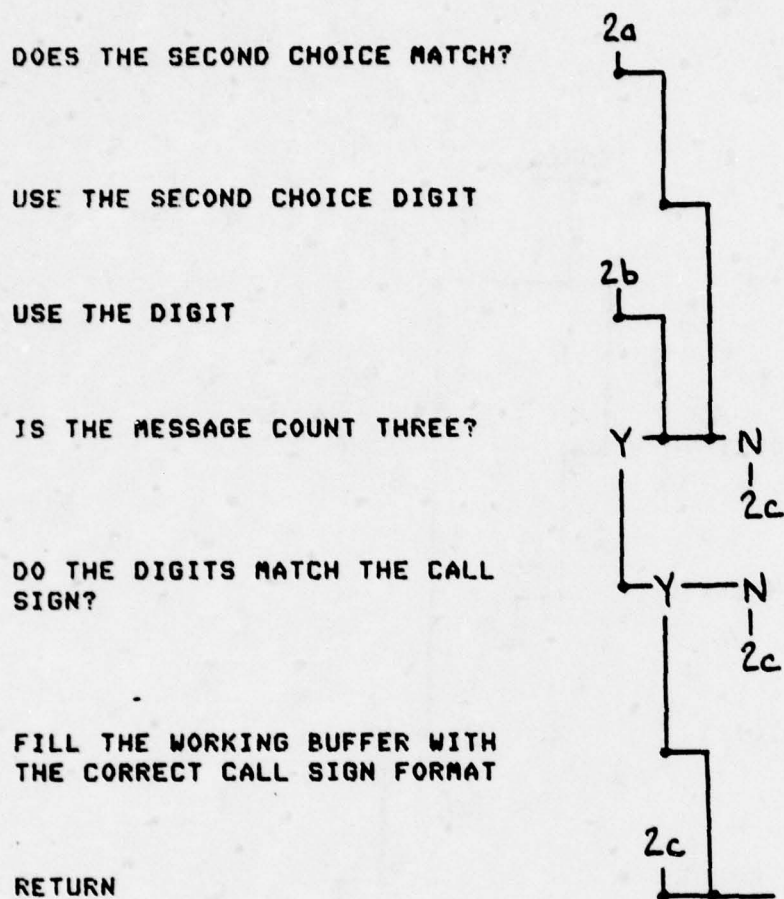 2a
DOES THE SECOND CHOICE MATCH?
USE THE SECOND CHOICE DIGIT
2b
USE THE DIGIT
IS THE MESSAGE COUNT THREE? Y N
2c
DO THE DIGITS MATCH THE CALL Y N
SIGN?
2c
FILL THE WORKING BUFFER WITH
THE CORRECT CALL SIGN FORMAT
2c
RETURN